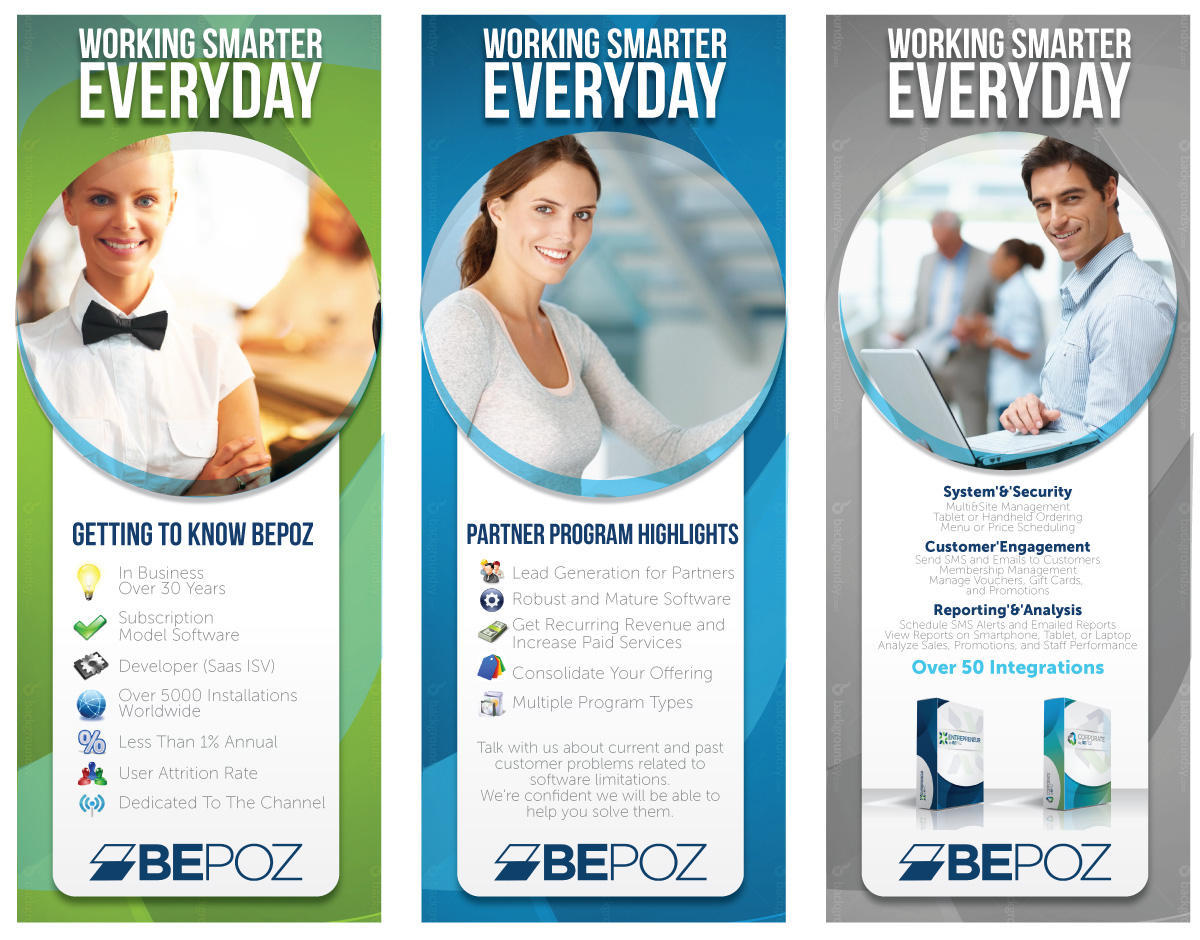 WORKING SMARTER
EVERYDAY
GETTING TO KNOW BEPOZ
In Business
Over 30 Years
Subscription
Model Software
Developer (Saas ISV)
Over 5000 Installations
Worldwide
Less Than 1% Annual
User Attrition Rate
Dedicated To The Channel
BEPOZ
WORKING SMARTER
EVERYDAY
PARTNER PROGRAM HIGHLIGHTS
Lead Generation for Partners
Robust and Mature Software
Get Recurring Revenue and
Increase Paid Services
Consolidate Your Offering
Multiple Program Types
Talk with us about current and past
customer problems related to
software limitations.
We're confident we will be able to
help you solve them.
BEPOZ
WORKING SMARTER
EVERYDAY
System'&'Security
Multi&Site Management
Tablet or Handheld Ordering
Menu or Price Scheduling
Customer'Engagement
Send SMS and Emails to Customers
Membership Management
Manage Vouchers, Gift Cards,
and Promotions
Reporting'&'Analysis
Schedule SMS Alerts and Emailed Reports
View Reports on Smartphone, Tablet, or Laptop
Analyze Sales, Promotions, and Staff Performance
Over 50 Integrations
ENTREPRENEUR
by BEPOZ
CORPORATE
by BEPOZ
BEPOZ